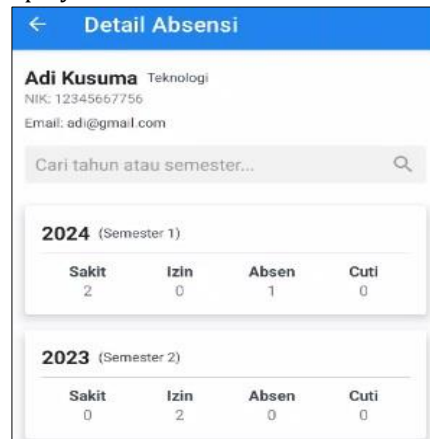 ← Detail Absensi
Adi Kusuma Teknologi
NIK: 12345667756
Email: adi@gmail.com
Cari tahun atau semester...
2024 (Semester 1)
Sakit Izin Absen Cuti
2 0 1 0
2023 (Semester 2)
Sakit Izin Absen Cuti
0 2 0 0